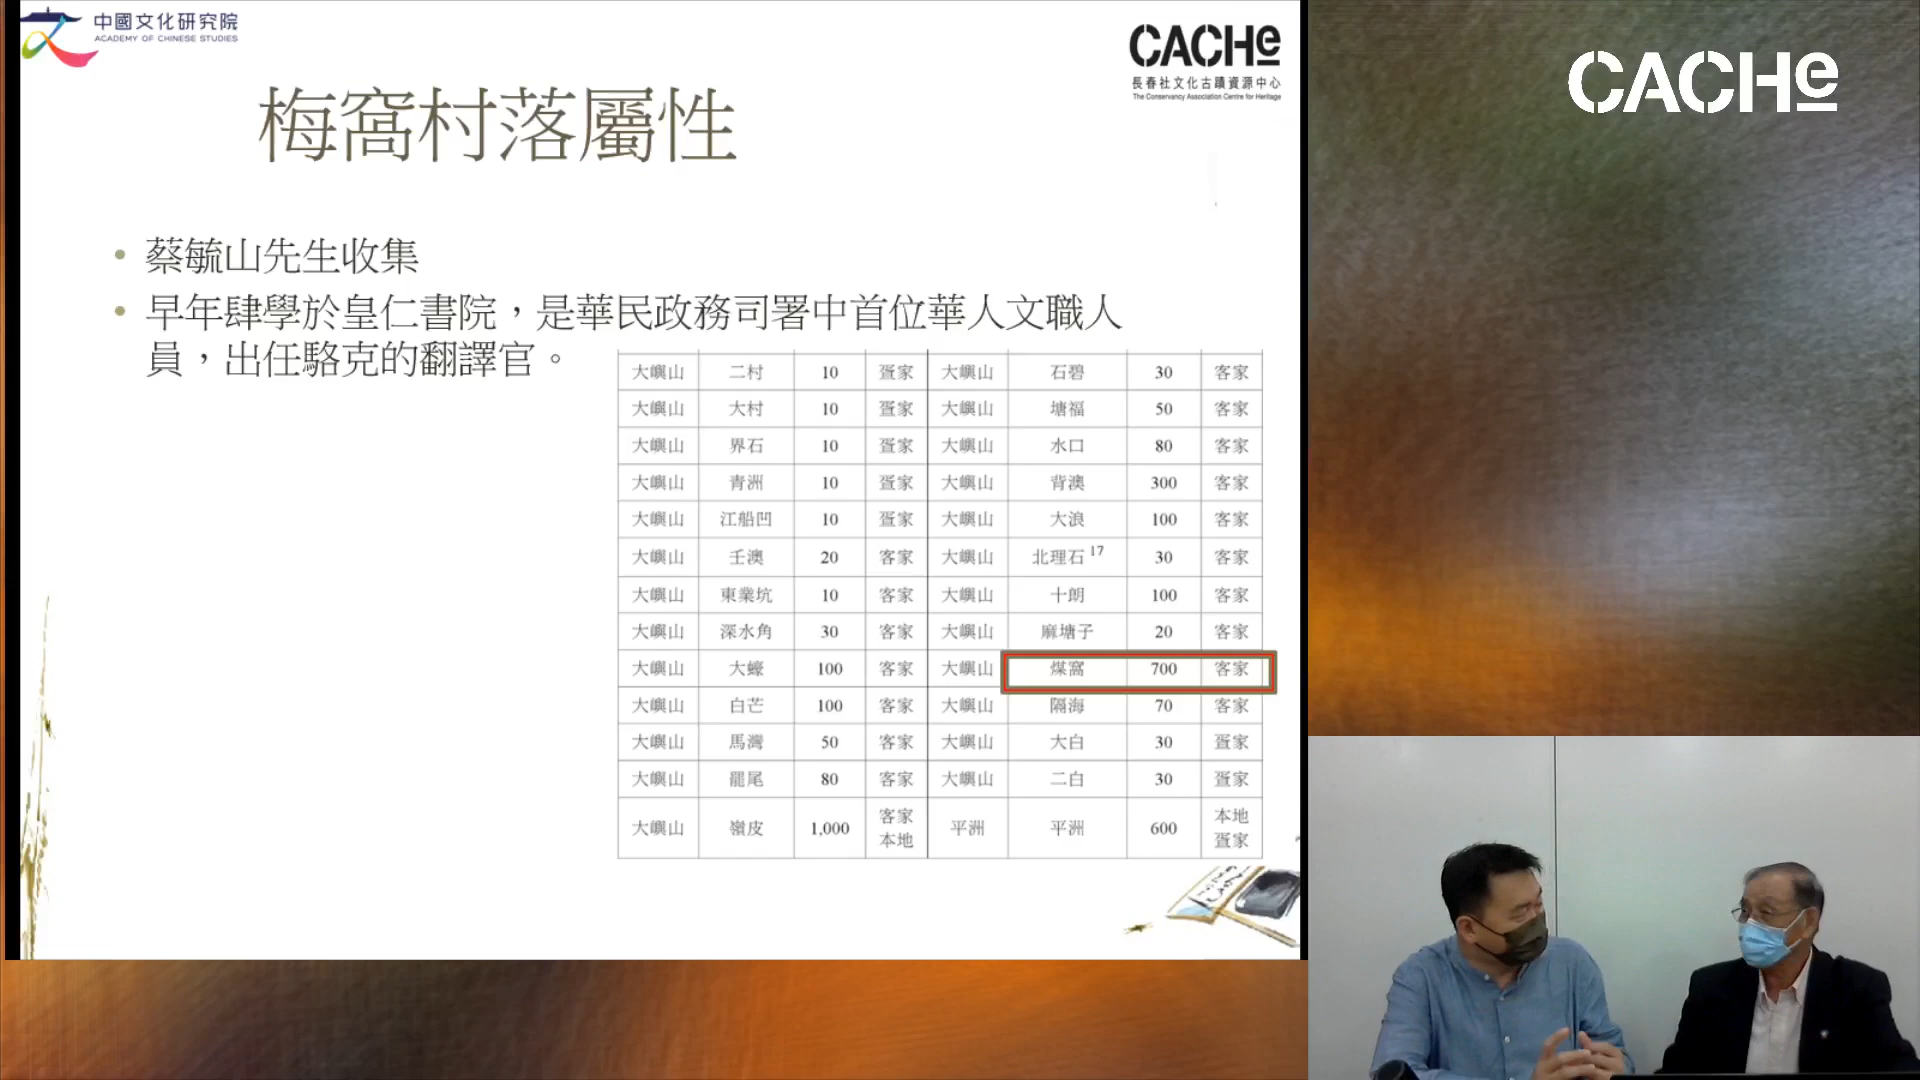 中國文化研究院
ACADEMY OF CHINESE STUDIES
CACHe
長春社文化古蹟資源中心
The Conservancy Association Centre for Heritage
CACHe
梅窩村落屬性
• 蔡毓山先生收集
• 早年肆學於皇仁書院，是華民政務司署中首位華人文職人
員，出任駱克的翻譯官。
大嶼山 二村 10 疍家 大嶼山 石碧 30 客家
大嶼山 大村 10 疍家 大嶼山 塘福 50 客家
大嶼山 界石 10 疍家 大嶼山 水口 80 客家
大嶼山 青洲 10 疍家 大嶼山 背澳 300 客家
大嶼山 江船凹 10 疍家 大嶼山 大浪 100 客家
大嶼山 壬澳 20 客家 大嶼山 北理石 17 30 客家
大嶼山 東業坑 10 客家 大嶼山 十朗 100 客家
大嶼山 深水角 30 客家 大嶼山 麻塘子 20 客家
大嶼山 大蠔 100 客家 大嶼山 煤窩 700 客家
大嶼山 白芒 100 客家 大嶼山 隔海 70 客家
大嶼山 馬灣 50 客家 大嶼山 大白 30 疍家
大嶼山 罷尾 80 客家 大嶼山 二白 30 疍家
大嶼山 嶺皮 1,000 客家 本地 平洲 平洲 600 本地 疍家